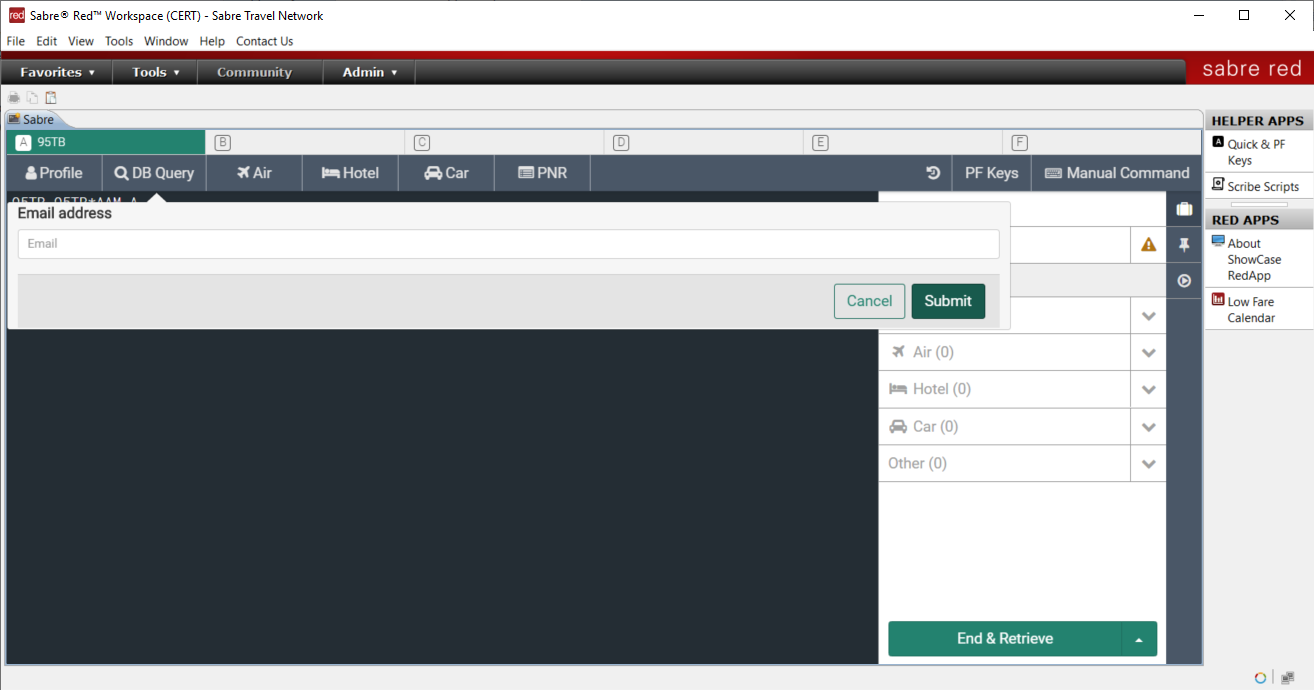 red Sabre® Red™ Workspace (CERT) - Sabre Travel Network
File Edit View Tools Window Help Contact Us
Favorites Tools Community Admin sabre red
Sabre
A 95TB B C D E F
Profile DB Query Air Hotel Car PNR PF Keys Manual Command
Email address
Email
Cancel Submit
Air (0)
Hotel (0)
Car (0)
Other (0)
End & Retrieve
HELPER APPS
A Quick & PF
Keys
Scribe Scripts
RED APPS
About
ShowCase
RedApp
Low Fare
Calendar